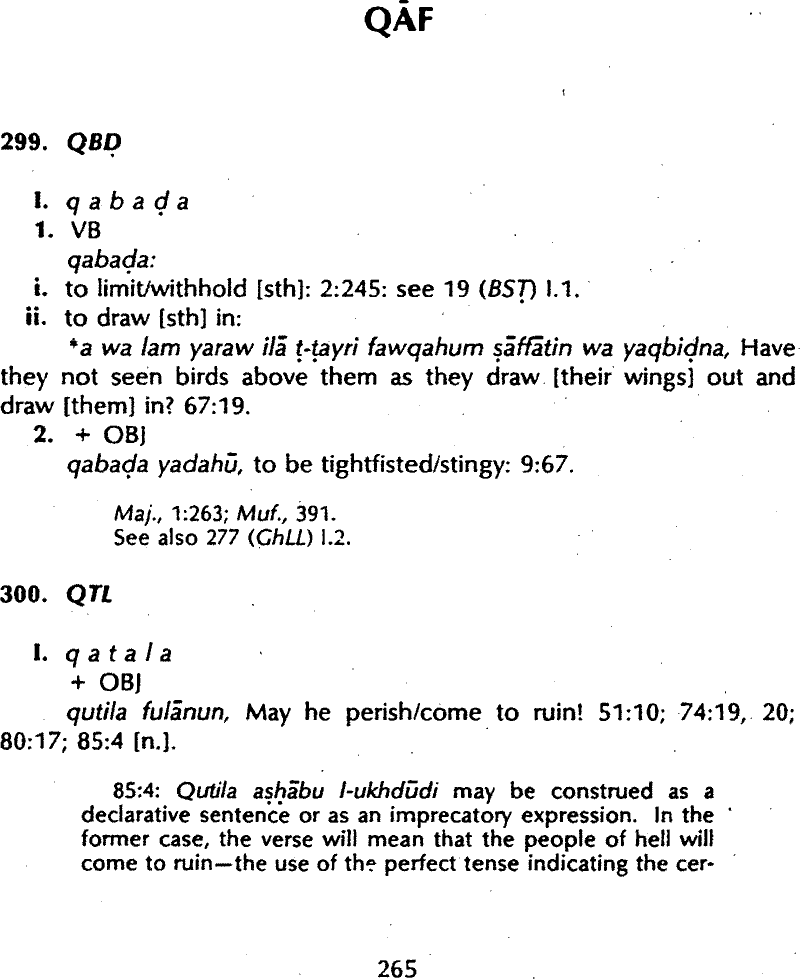 QĀF
299. QBḌ
I. q a b a ḍ a
1. VB
qabaḍa:
i. to limit/withhold [sth]: 2:245: see 19 (BSṬ) I.1.
ii. to draw [sth] in:
*a wa lam yaraw ilā ṭ-ṭayri fawqahum ṣāffātin wa yaqbiḍna, Have
they not seen birds above them as they draw [their wings] out and
draw [them] in? 67:19.
2. + OBJ
qabaḍa yadahū, to be tightfisted/stingy: 9:67.
Maj., 1:263; Muf., 391.
See also 277 (GhLL) I.2.
300. QTL
I. q a t a l a
+ OBJ
qutila fulānun, May he perish/come to ruin! 51:10; 74:19, 20;
80:17; 85:4 [n.].
85:4: Qutila aṣḥābu l-ukhdūdi may be construed as a
declarative sentence or as an imprecatory expression. In the
former case, the verse will mean that the people of hell will
come to ruin—the use of the perfect tense indicating the cer-
265